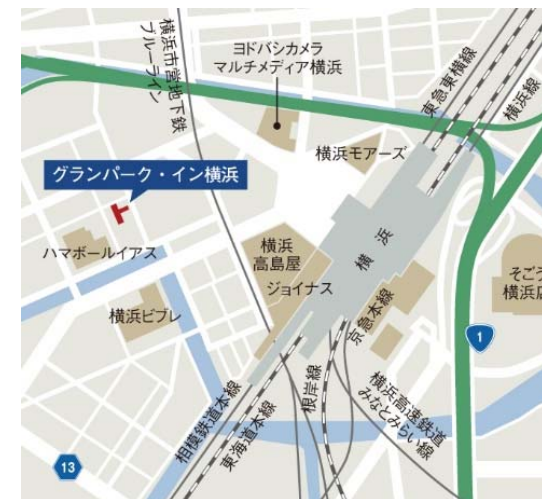 横浜市営地下鉄
ブルーライン
ヨドバシカメラ
マルチメディア横浜
東急東横線
横浜線
横浜モアーズ
グランパーク・イン横浜
ハマボールイアス
横浜ビブレ
横浜
高島屋
ジョイナス
横浜
京急本線
そごう
横浜店
1
相模鉄道本線
東海道本線
根岸線
横浜高速鉄道
みなとみらい線
13